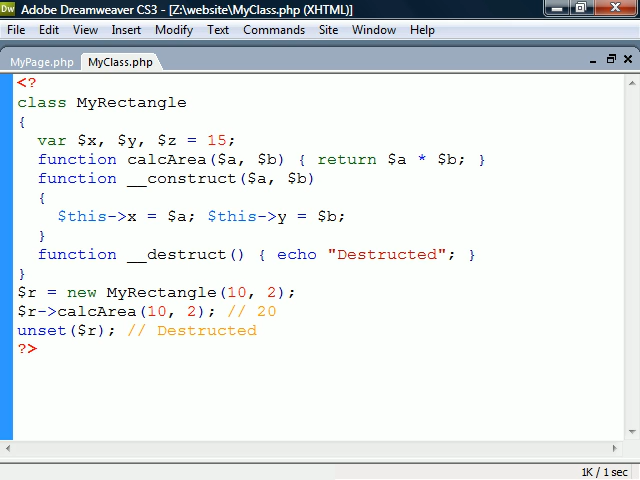 Dw Adobe Dreamweaver CS3 - [Z:\website\MyClass.php (XHTML)]
File Edit View Insert Modify Text Commands Site Window Help
MyPage.php MyClass.php
<?
class MyRectangle
{
  var $x, $y, $z = 15;
  function calcArea($a, $b) { return $a * $b; }
  function __construct($a, $b)
  {
    $this->x = $a; $this->y = $b;
  }
  function __destruct() { echo "Destructed"; }
}
$r = new MyRectangle(10, 2);
$r->calcArea(10, 2); // 20
unset($r); // Destructed
?>
1K / 1 sec